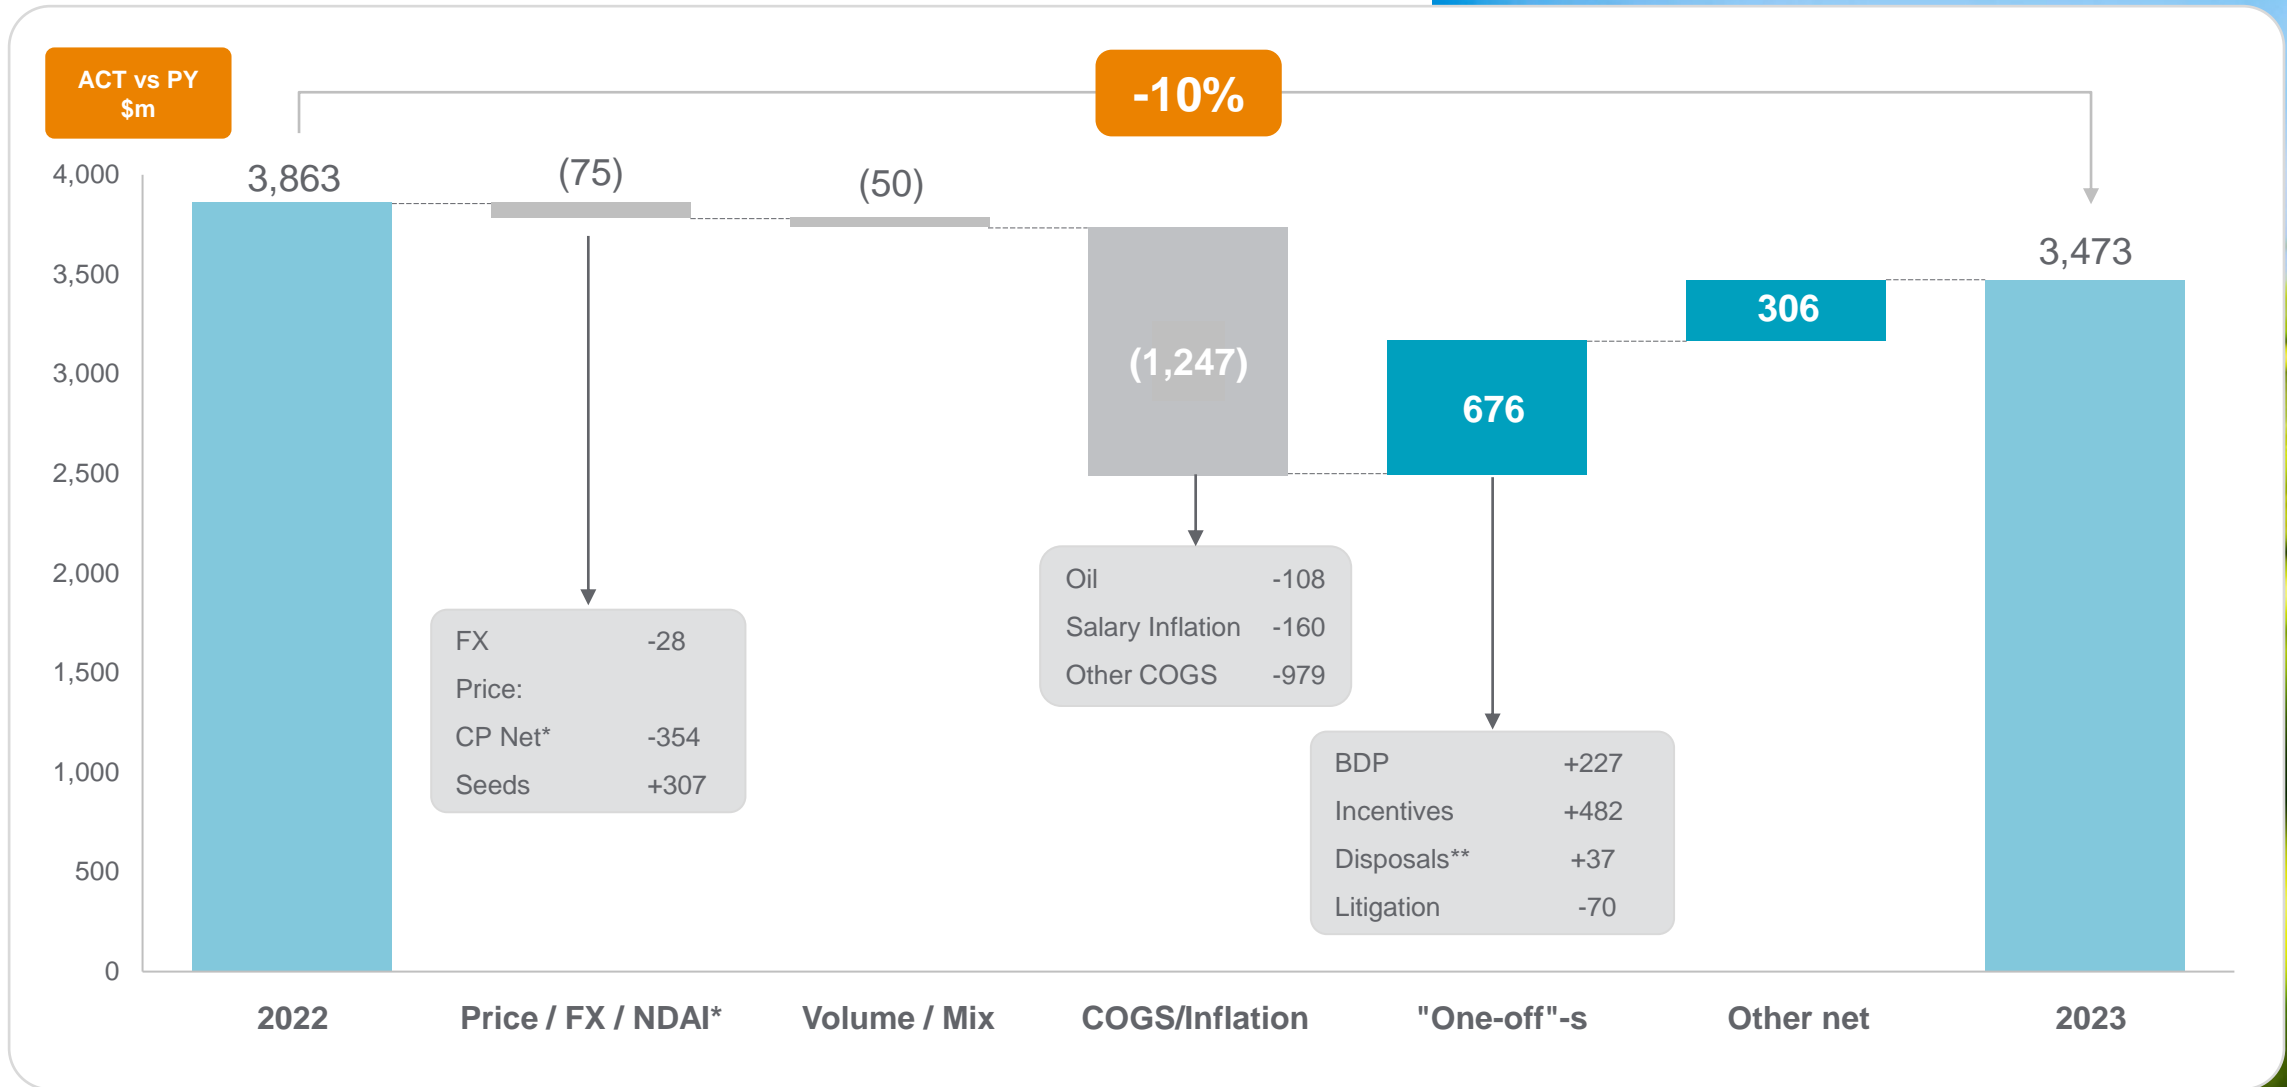 ACT vs PY
$m
-10%
4,000
3,500
3,000
2,500
2,000
1,500
1,000
500
0
3,863
(75)
(50)
(1,247)
676
306
3,473
FX -28
Price:
CP Net* -354
Seeds +307
Oil -108
Salary Inflation -160
Other COGS -979
BDP +227
Incentives +482
Disposals** +37
Litigation -70
2022 Price / FX / NDAI* Volume / Mix COGS/Inflation "One-off"-s Other net 2023